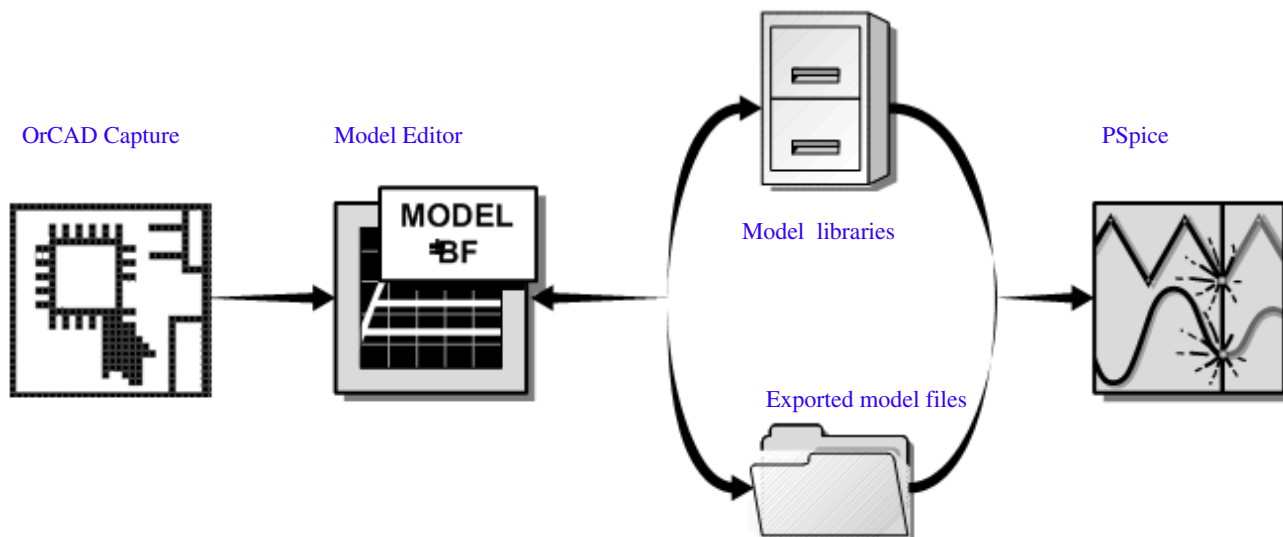 OrCAD Capture
Model Editor
Model libraries
PSpice
MODEL
BF
Exported model files